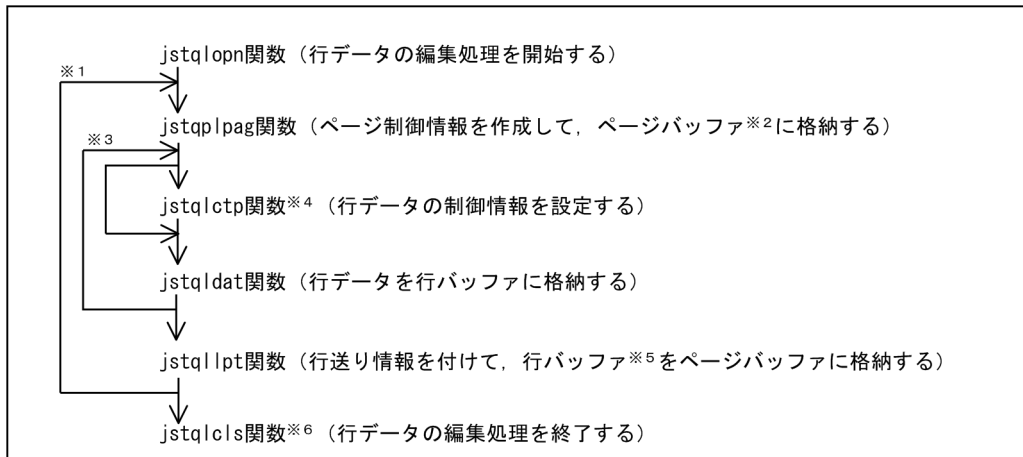 jstqlopn関数（行データの編集処理を開始する）
※1
jstqplpag関数（ページ制御情報を作成して，ページバッファ※2に格納する）
※3
jstqlctp関数※4（行データの制御情報を設定する）
jstqldat関数（行データを行バッファに格納する）
jstqllpt関数（行送り情報を付けて，行バッファ※5をページバッファに格納する）
jstqlcls関数※6（行データの編集処理を終了する）